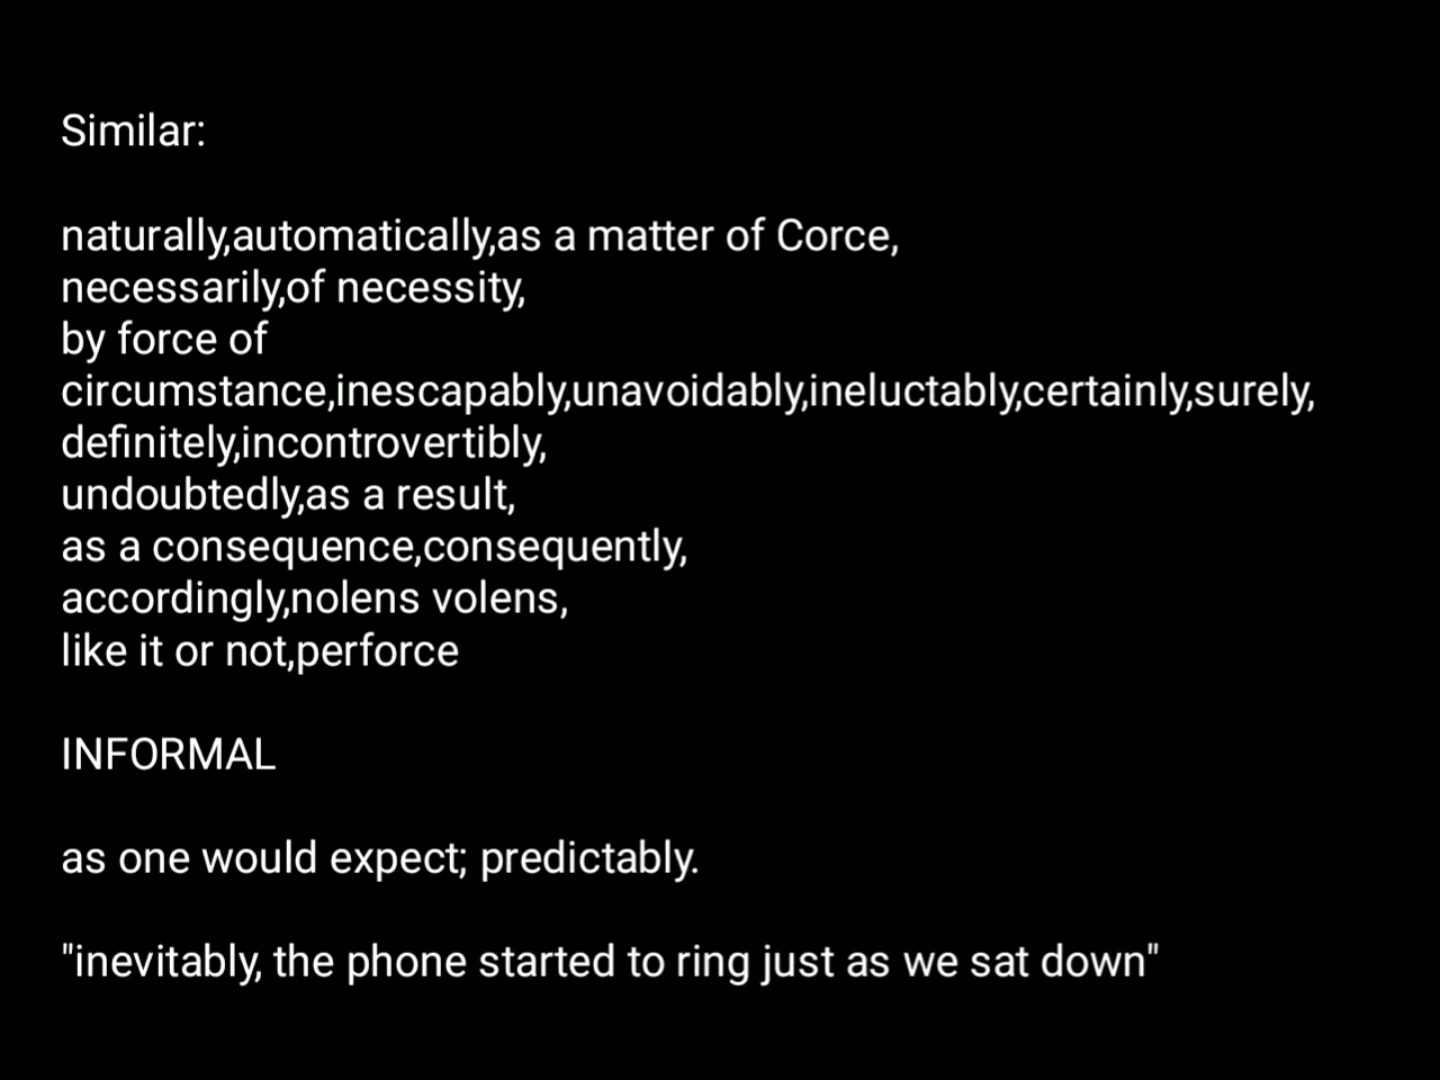 Similar:
naturally,automatically,as a matter of Corce,
necessarily,of necessity,
by force of
circumstance,inescapably,unavoidably,ineluctably,certainly,surely,
definitely,incontrovertibly,
undoubtedly,as a result,
as a consequence,consequently,
accordingly,nolens volens,
like it or not,perforce
INFORMAL
as one would expect; predictably.
"inevitably, the phone started to ring just as we sat down"